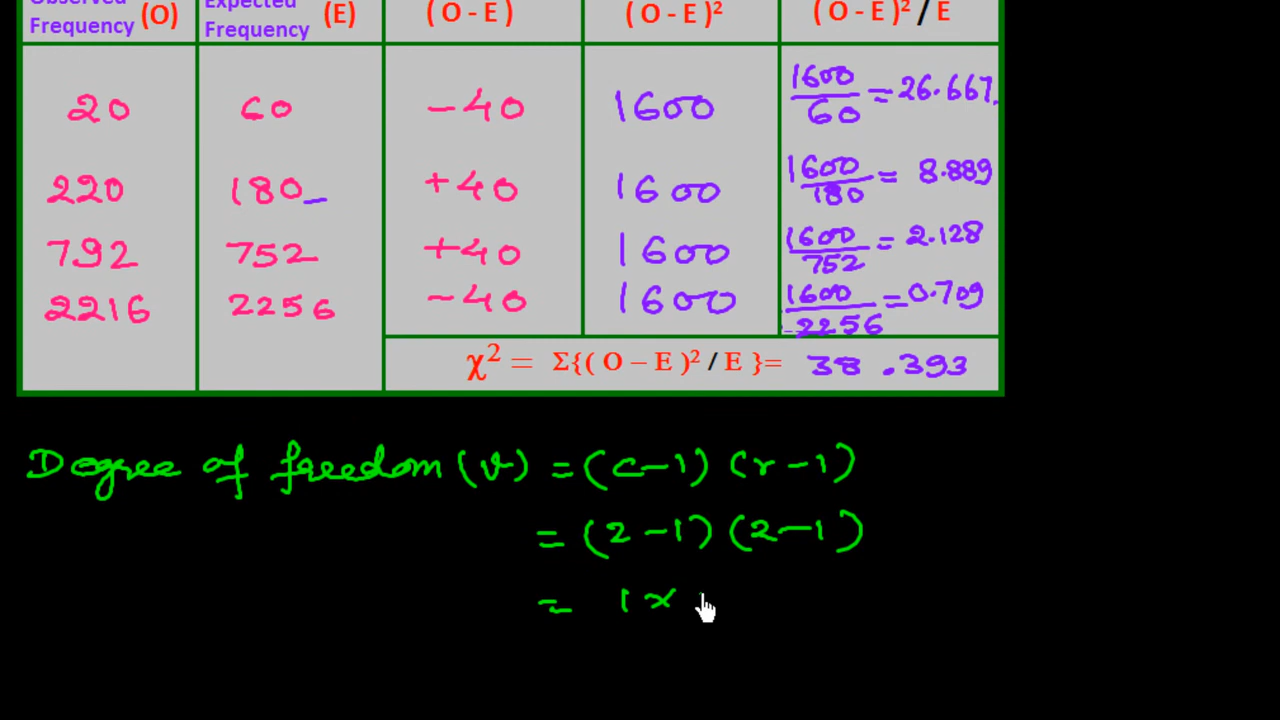 Observed Frequency (O) Expected Frequency (E) ( O - E ) ( O - E )² ( O - E )² / E
20 60 - 40 1600 1600/60 = 26.667.
220 180_ + 40 1600 1600/180 = 8.889
792 752 +40 1600 1600/752 = 2.128
2216 2256 - 40 1600 1600/2256 = 0.709
χ² = Σ{( O - E )² / E }= 38 .393
Degree of freedom (ν) = (c-1) (r-1)
= (2-1) (2-1)
= 1 ×